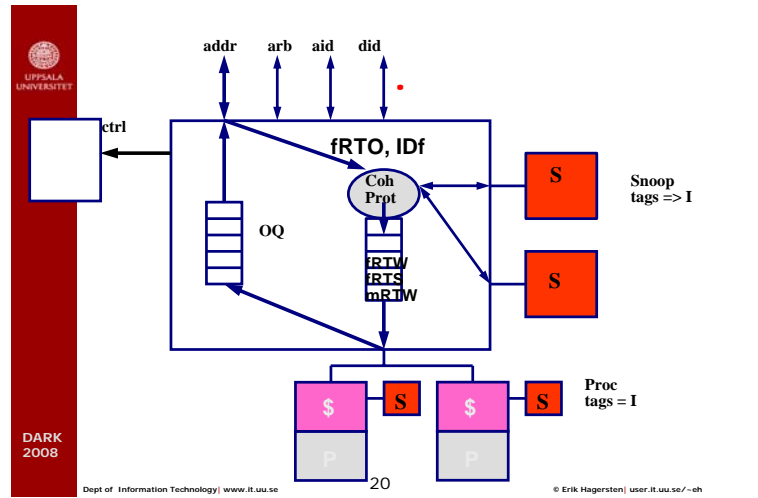 addr arb aid did
UPPSALA
UNIVERSITET
ctrl
fRTO, IDf
Coh
Prot
S
Snoop
tags => I
OQ
fRTW
fRTS
mRTW
S
$
S
$
S
Proc
tags = I
P
P
DARK
2008
Dept of Information Technology| www.it.uu.se
20
© Erik Hagersten| user.it.uu.se/~eh